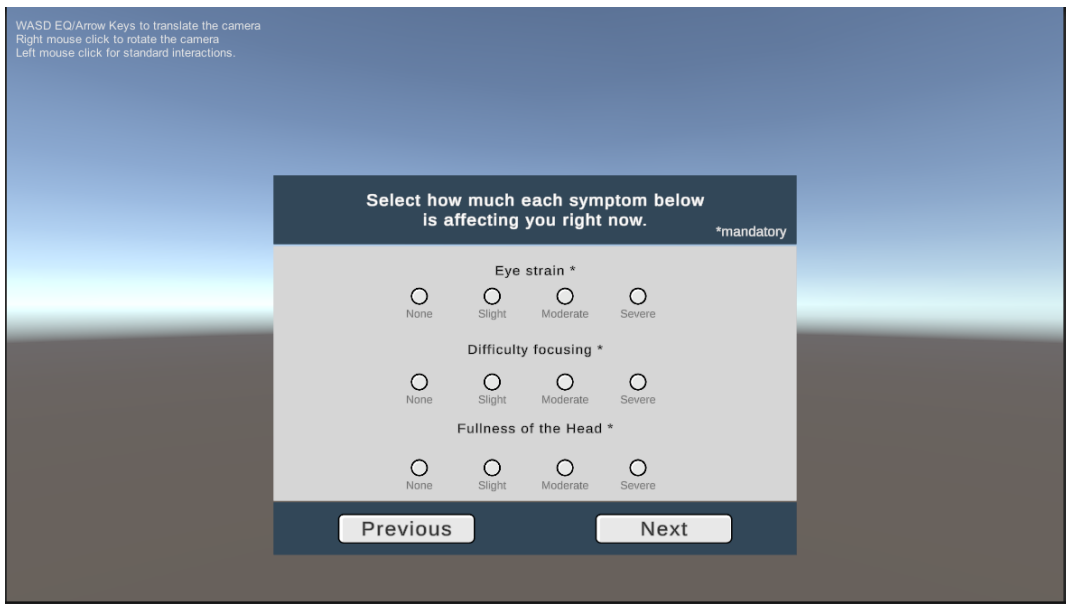 WASD EQ/Arrow Keys to translate the camera
Right mouse click to rotate the camera
Left mouse click for standard interactions.
Select how much each symptom below
is affecting you right now.
*mandatory
Eye strain *
None Slight Moderate Severe
Difficulty focusing *
None Slight Moderate Severe
Fullness of the Head *
None Slight Moderate Severe
Previous Next